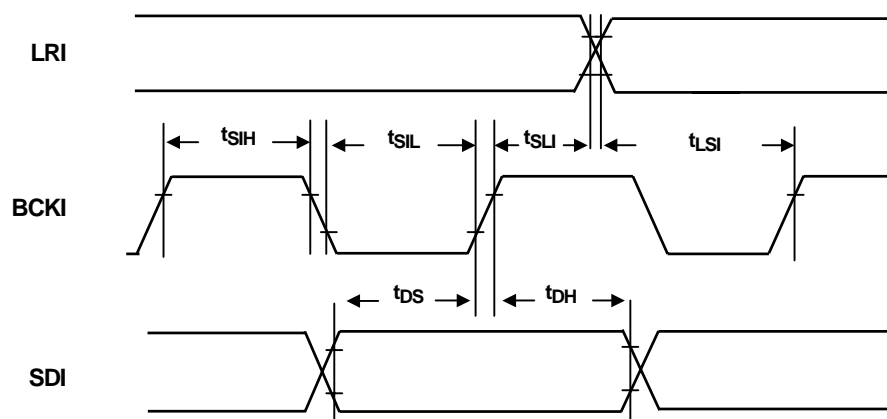 LRI
tSIH
tSIL
tSLI
tLSI
BCKI
tDS
tDH
SDI